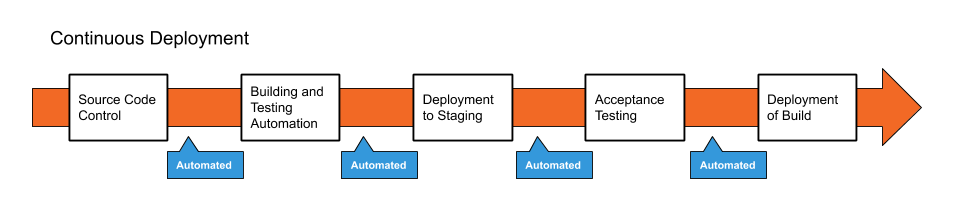 Continuous Deployment
Source Code
Control
Building and
Testing
Automation
Deployment
to Staging
Acceptance
Testing
Deployment
of Build
Automated
Automated
Automated
Automated